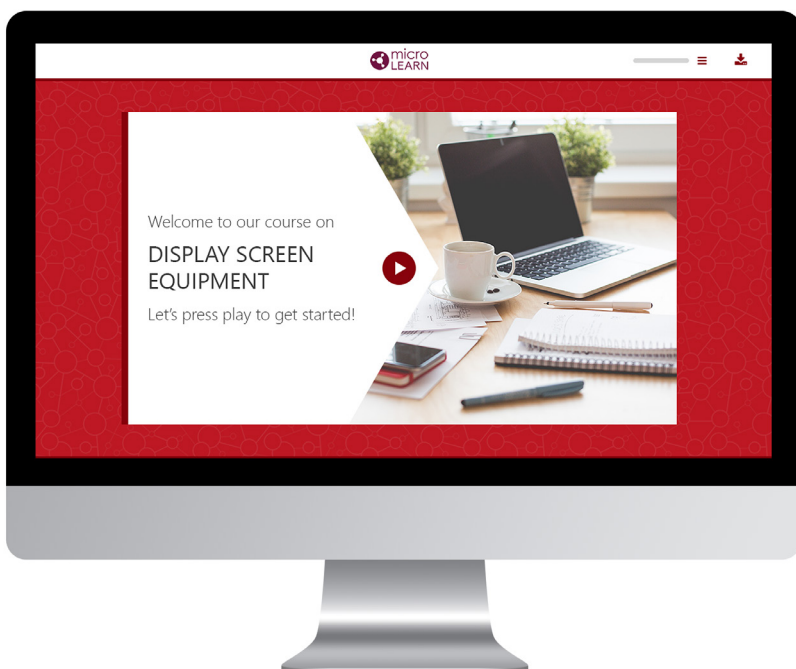 micro
LEARN
Welcome to our course on
DISPLAY SCREEN
EQUIPMENT
Let's press play to get started!